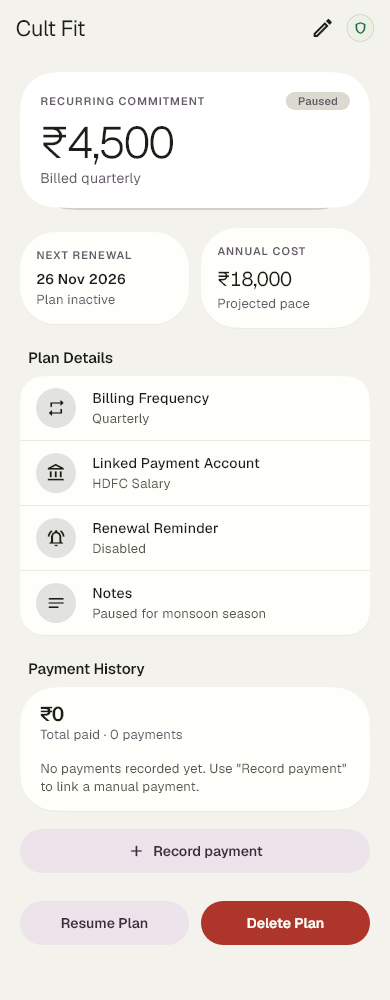 Cult Fit
RECURRING COMMITMENT
Paused
₹4,500
Billed quarterly
NEXT RENEWAL
26 Nov 2026
Plan inactive
ANNUAL COST
₹18,000
Projected pace
Plan Details
Billing Frequency
Quarterly
Linked Payment Account
HDFC Salary
Renewal Reminder
Disabled
Notes
Paused for monsoon season
Payment History
₹0
Total paid · 0 payments
No payments recorded yet. Use "Record payment"
to link a manual payment.
+ Record payment
Resume Plan
Delete Plan